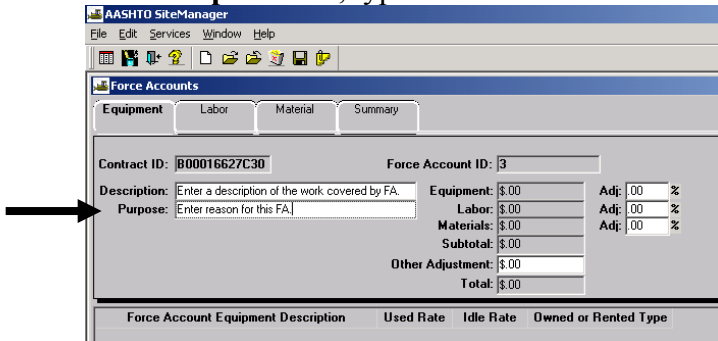 AASHTO SiteManager
File Edit Services Window Help
Force Accounts
Equipment Labor Material Summary
Contract ID: B00016627C30 Force Account ID: 3
Description: Enter a description of the work covered by FA. Equipment: $.00 Adj: .00 %
Purpose: Enter reason for this FA. Labor: $.00 Adj: .00 %
Materials: $.00 Adj: .00 %
Subtotal: $.00
Other Adjustment: $.00
Total: $.00
Force Account Equipment Description Used Rate Idle Rate Owned or Rented Type